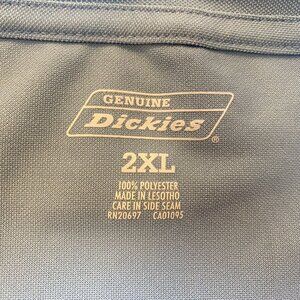 GENUINE
Dickies®
2XL
100% POLYESTER
MADE IN LESOTHO
CARE IN SIDE SEAM
RN20697 CA01095